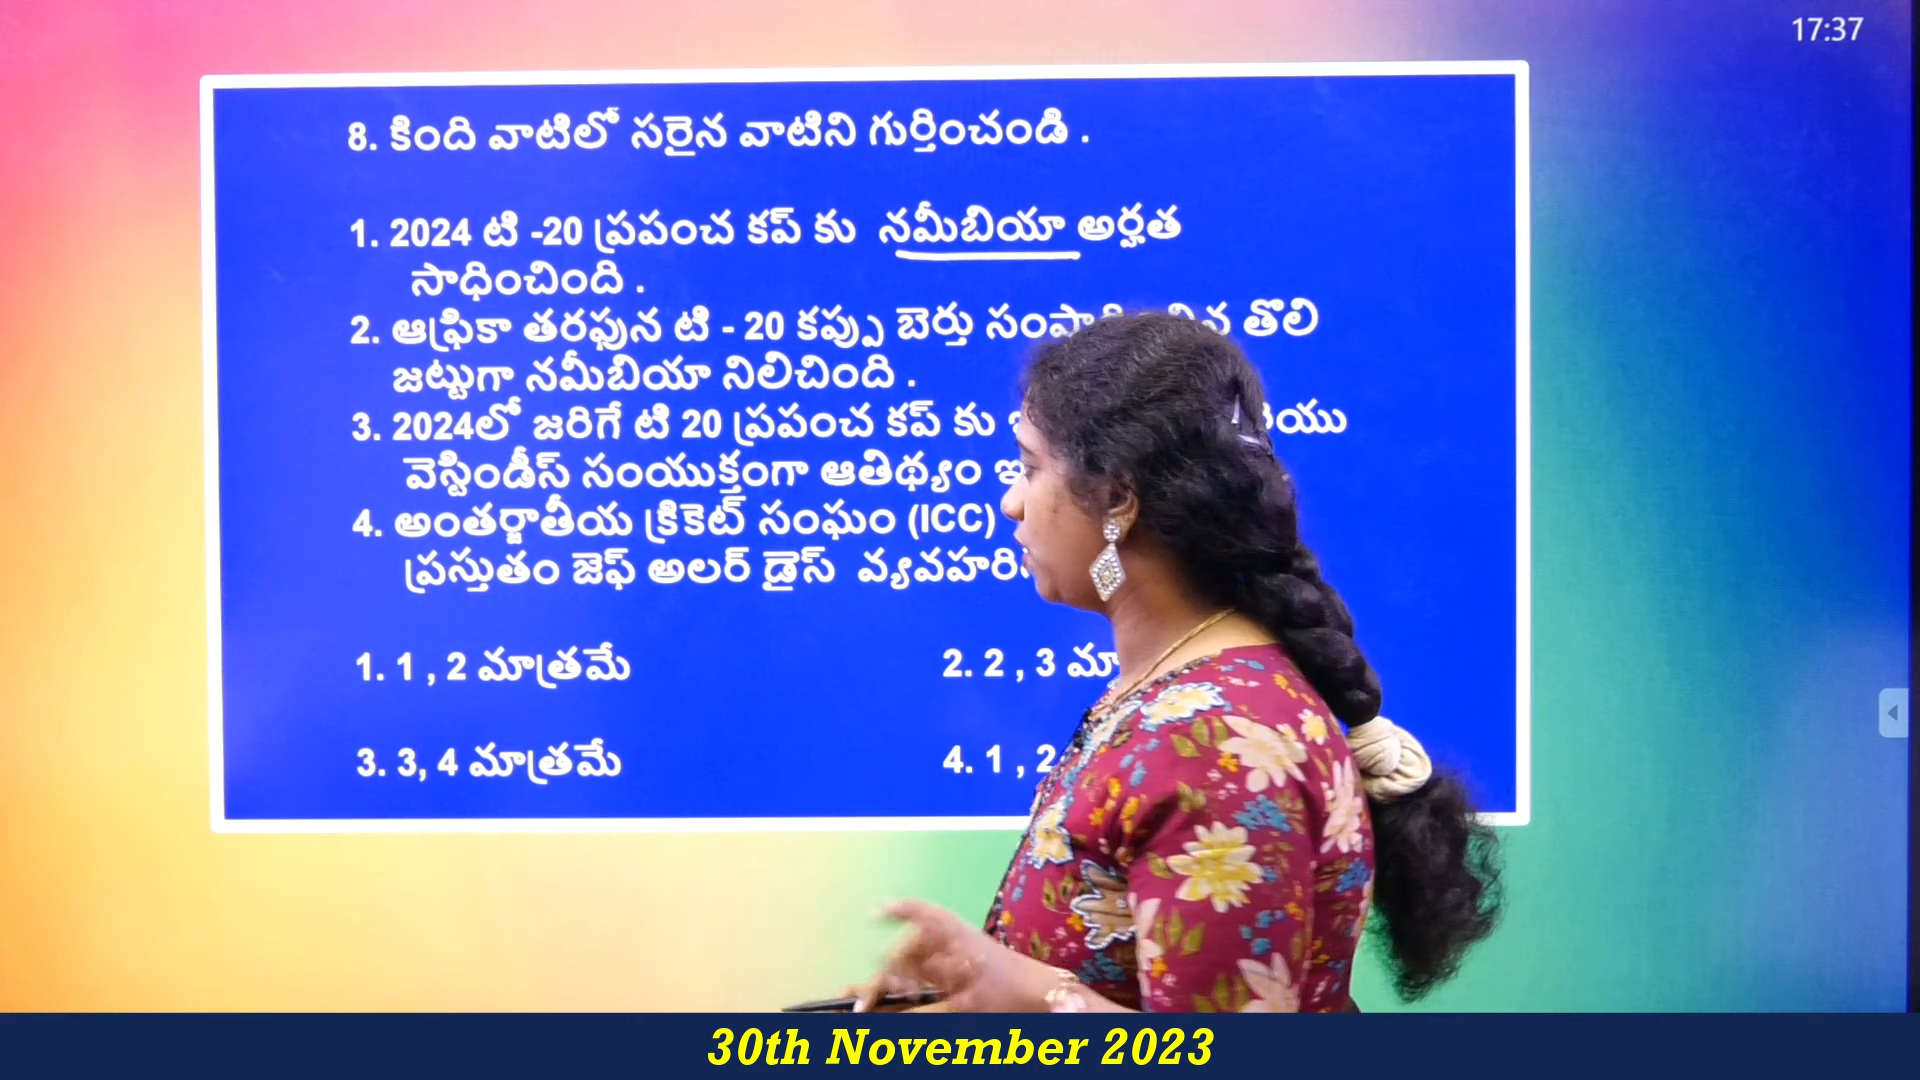 17:37
8. కింది వాటిలో సరైన వాటిని గుర్తించండి .
1. 2024 టి -20 ప్రపంచ కప్ కు నమీబియా అర్హత
సాధించింది .
2. ఆఫ్రికా తరఫున టి - 20 కప్పు బెర్తు తొలి
జట్టుగా నమీబియా నిలిచింది .
3. 2024లో జరిగే టి 20 ప్రపంచ కప్ కు
వెస్టిండీస్ సంయుక్తంగా ఆతిథ్యం
4. అంతర్జాతీయ క్రికెట్ సంఘం (ICC)
ప్రస్తుతం జెఫ్ అలర్ డైస్
1. 1 , 2 మాత్రమే
2. 2 , 3
3. 3, 4 మాత్రమే
4. 1 , 2
30th November 2023